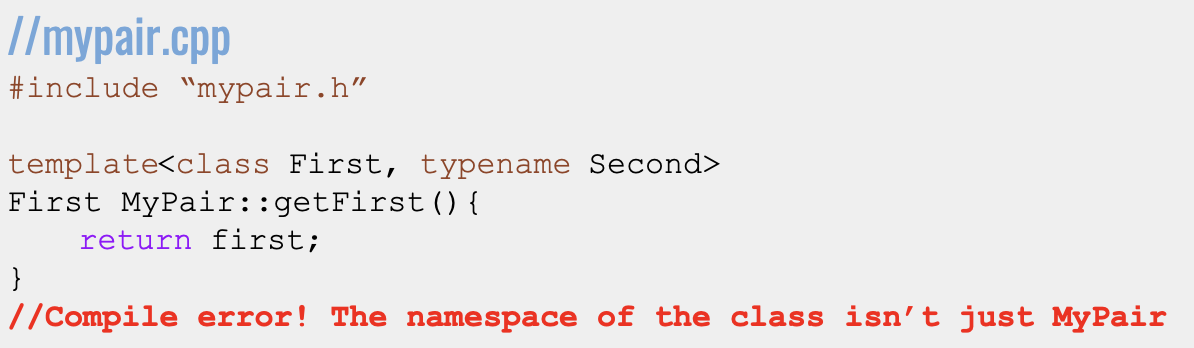 //mypair.cpp
#include “mypair.h”
template<class First, typename Second>
First MyPair::getFirst(){
    return first;
}
//Compile error! The namespace of the class isn’t just MyPair